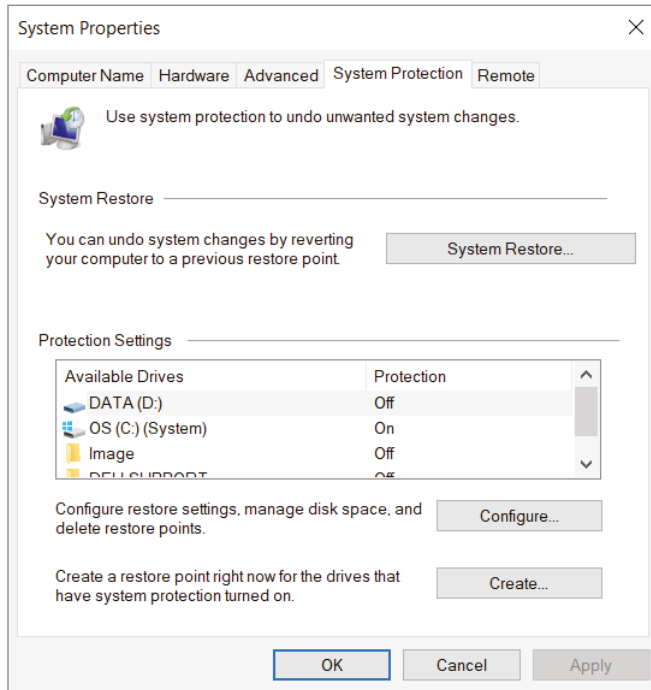 System Properties
Computer Name Hardware Advanced System Protection Remote
Use system protection to undo unwanted system changes.
System Restore
You can undo system changes by reverting
your computer to a previous restore point.
System Restore...
Protection Settings
Available Drives Protection
DATA (D:) Off
OS (C:) (System) On
Image Off
DELLSUPPORT Off
Configure restore settings, manage disk space, and
delete restore points.
Configure...
Create a restore point right now for the drives that
have system protection turned on.
Create...
OK Cancel Apply